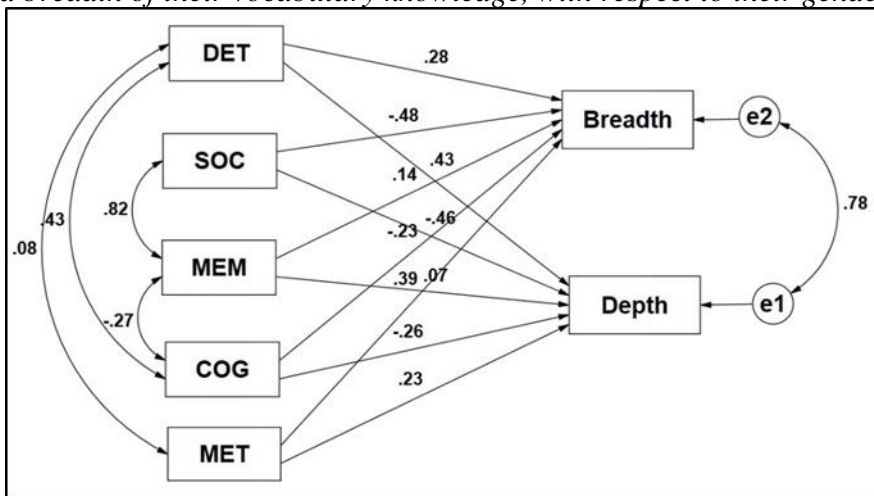 a breadth of their vocabulary knowledge, with respect to their gende
DET
.28
Breadth
e2
-.48
SOC
.43
.14
.82
.43
-.46
-.23
.78
.08
MEM
.39
.07
Depth
e1
-.27
-.26
COG
.23
MET